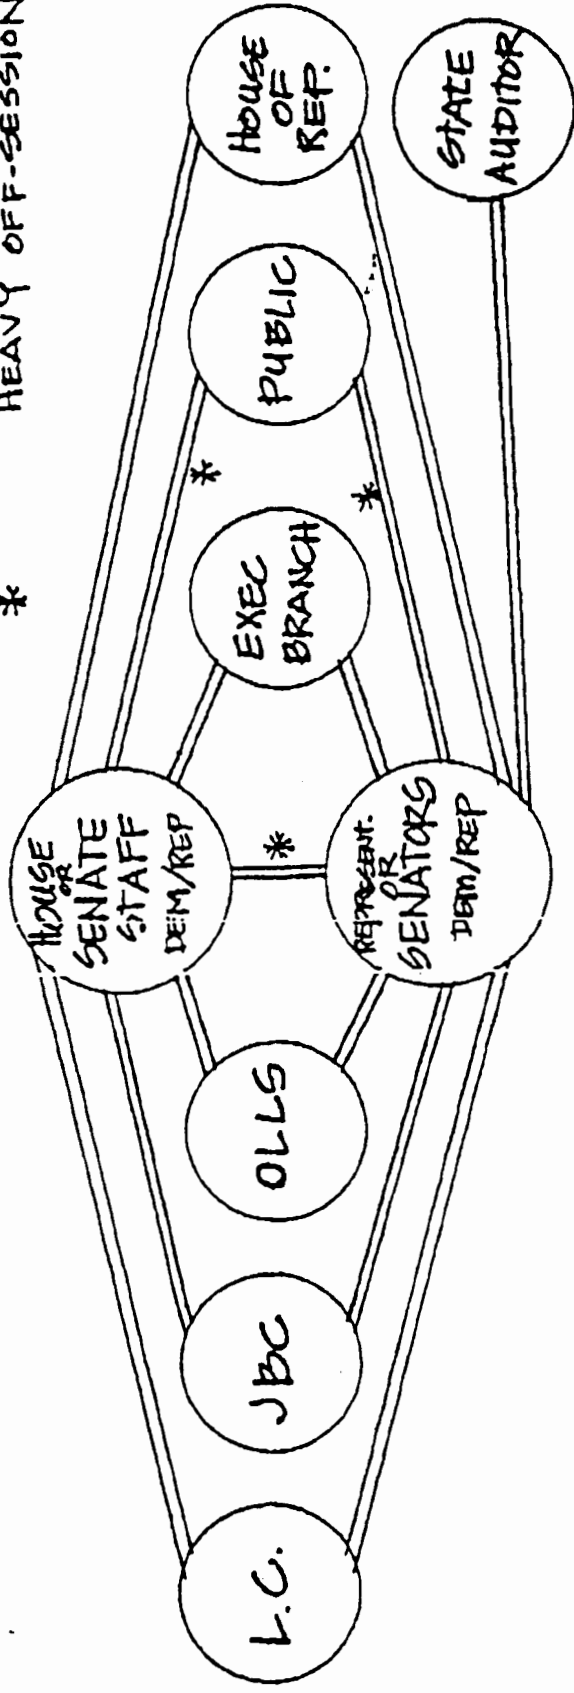 * HEAVY OFF-SESSION
HOUSE
OR
SENATE
STAFF
DEM/REP
L.C.
JBC
OLLS
*
EXEC
BRANCH
*
PUBLIC
*
HOUSE
OF
REP.
REPRESENT.
OR
SENATORS
DEM/REP
STATE
AUDITOR